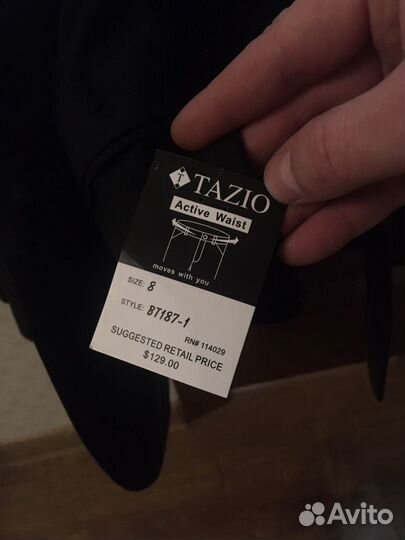 T
TAZIO
Active Waist
moves with you
SIZE: 8
STYLE: BT187-1
RN# 114029
SUGGESTED RETAIL PRICE
$129.00
Avito